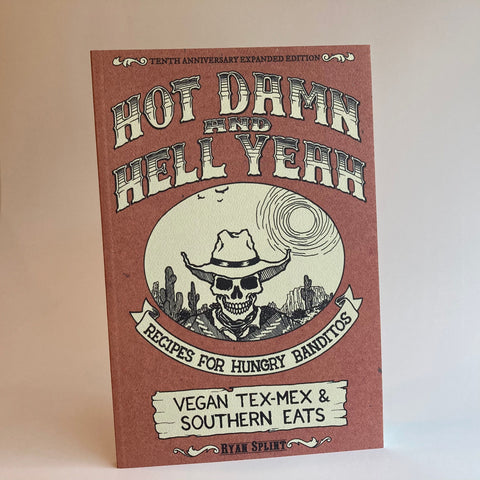 TENTH ANNIVERSARY EXPANDED EDITION
HOT DAMN
AND
HELL YEAH
RECIPES FOR HUNGRY BANDITOS
VEGAN TEX-MEX &
SOUTHERN EATS
RYAN SPLINT